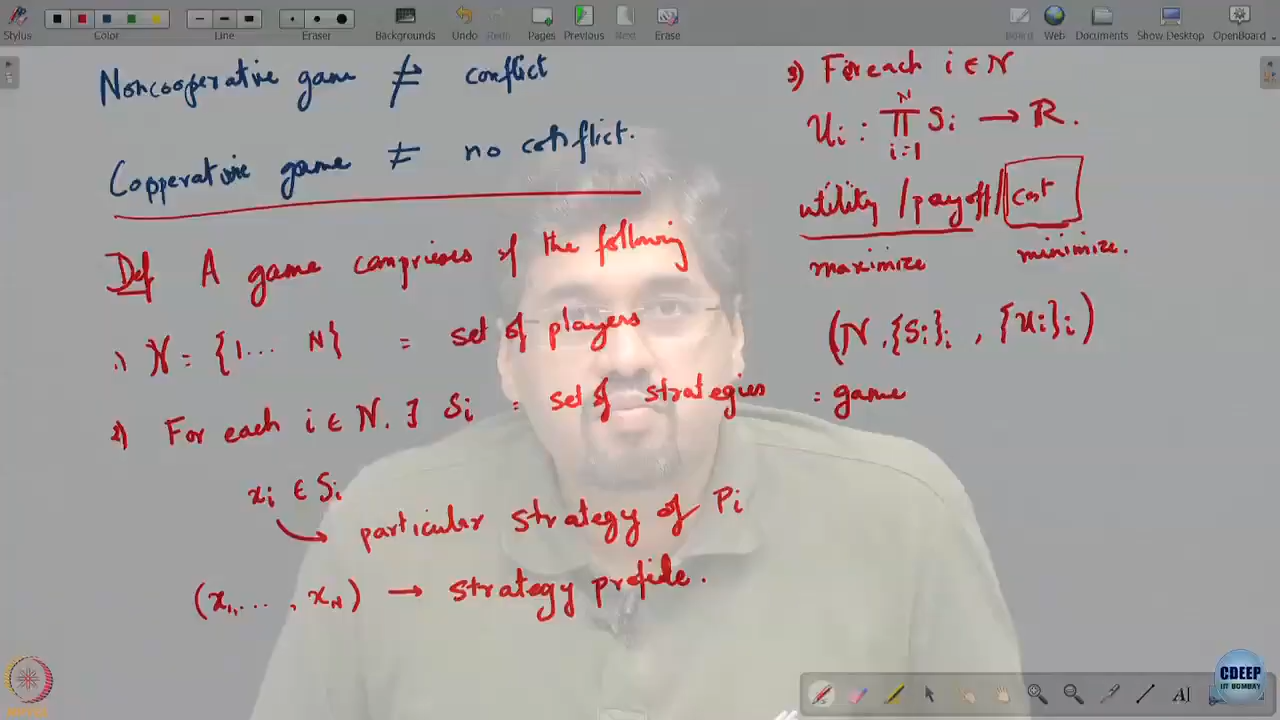 Stylus
Color
Line
Eraser
Backgrounds
Undo
Redo
Pages
Previous
Next
Erase
Board
Web
Documents
Show Desktop
OpenBoard
Noncooperative game ≠ conflict
Copperative game ≠ no conflict.
Def A game comprises of the following
1) N = {1... N} = set of players
2) For each i ∈ N, ∃ Si = set of strategies
xi ∈ Si
particular strategy of Pi
(x1, ... , xN) → strategy profile.
3) For each i ∈ N
Ui : ∏ᴺᵢ₌₁ Si → ℝ.
utility / payoff / cost
maximize minimize.
(N, {Si}i , {ui}i)
= game
CDEEP
IIT BOMBAY